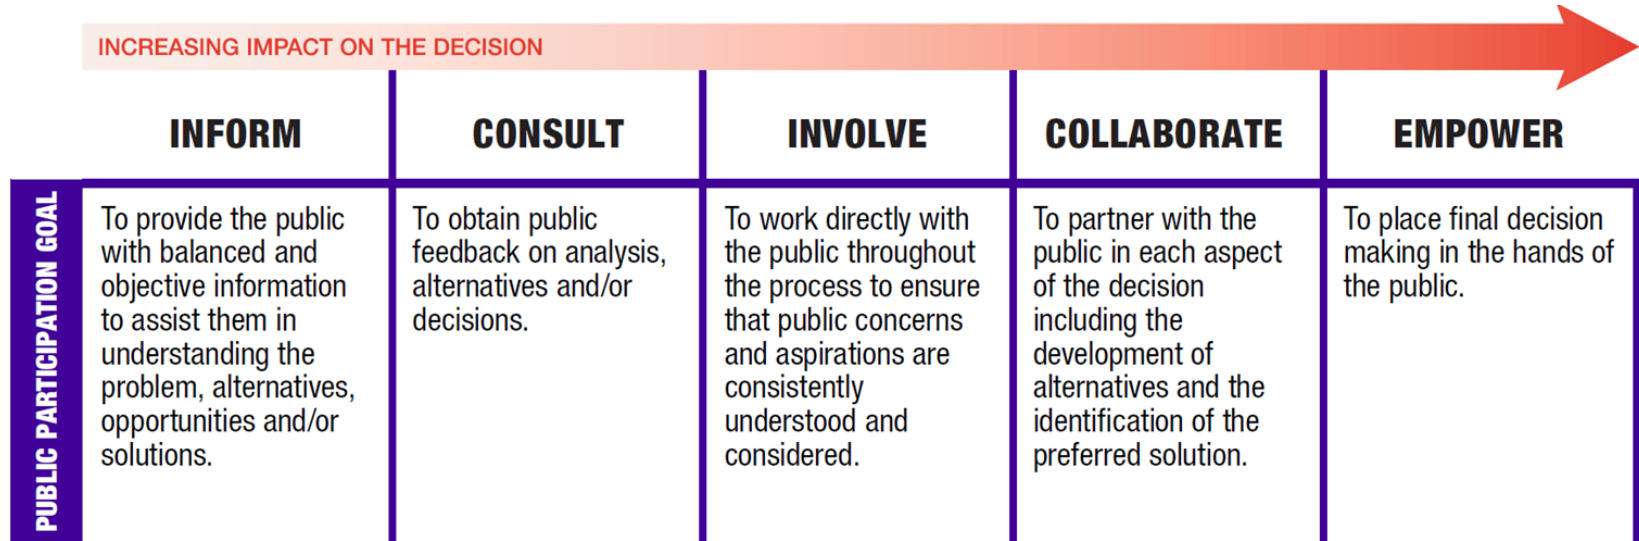 INCREASING IMPACT ON THE DECISION
INFORM
CONSULT
INVOLVE
COLLABORATE
EMPOWER
PUBLIC PARTICIPATION GOAL
To provide the public
with balanced and
objective information
to assist them in
understanding the
problem, alternatives,
opportunities and/or
solutions.
To obtain public
feedback on analysis,
alternatives and/or
decisions.
To work directly with
the public throughout
the process to ensure
that public concerns
and aspirations are
consistently
understood and
considered.
To partner with the
public in each aspect
of the decision
including the
development of
alternatives and the
identification of the
preferred solution.
To place final decision
making in the hands of
the public.